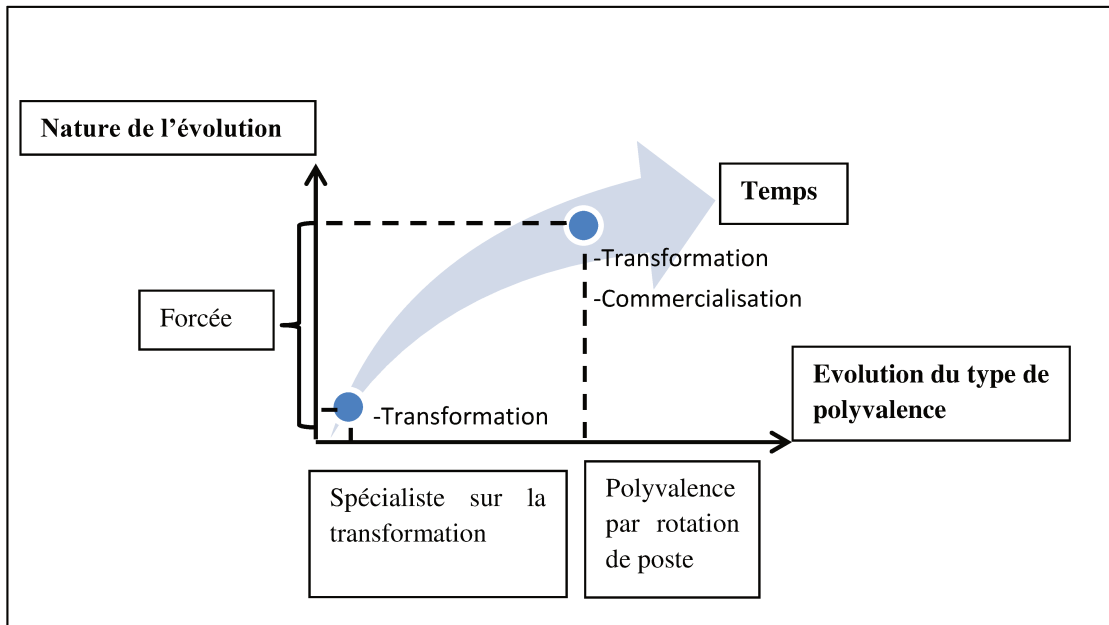 Nature de l'évolution
Temps
-Transformation
-Commercialisation
Forcée
Evolution du type de
polyvalence
-Transformation
Spécialiste sur la
transformation
Polyvalence
par rotation
de poste